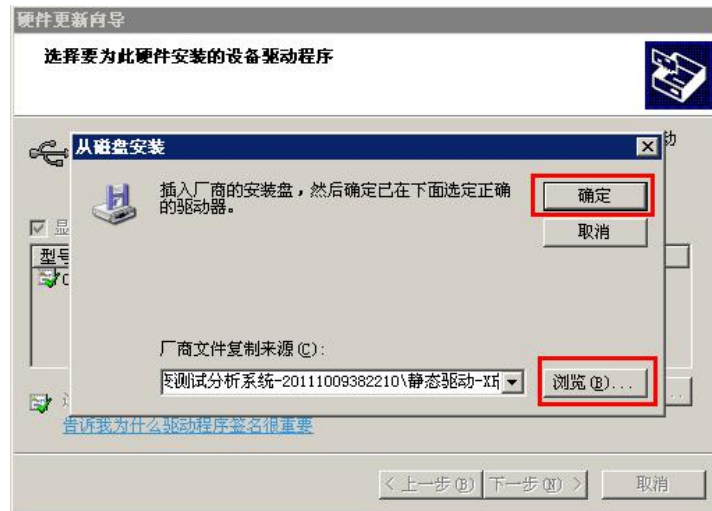 硬件更新向导
选择要为此硬件安装的设备驱动程序
从磁盘安装
插入厂商的安装盘,然后确定已在下面选定正确
的驱动器。
确定
取消
显
型号
厂商文件复制来源(C):
测试分析系统-20111009382210\静态驱动-XI
浏览(B)...
告诉我为什么驱动程序签名很重要
< 上一步(B)
下一步(N) >
取消